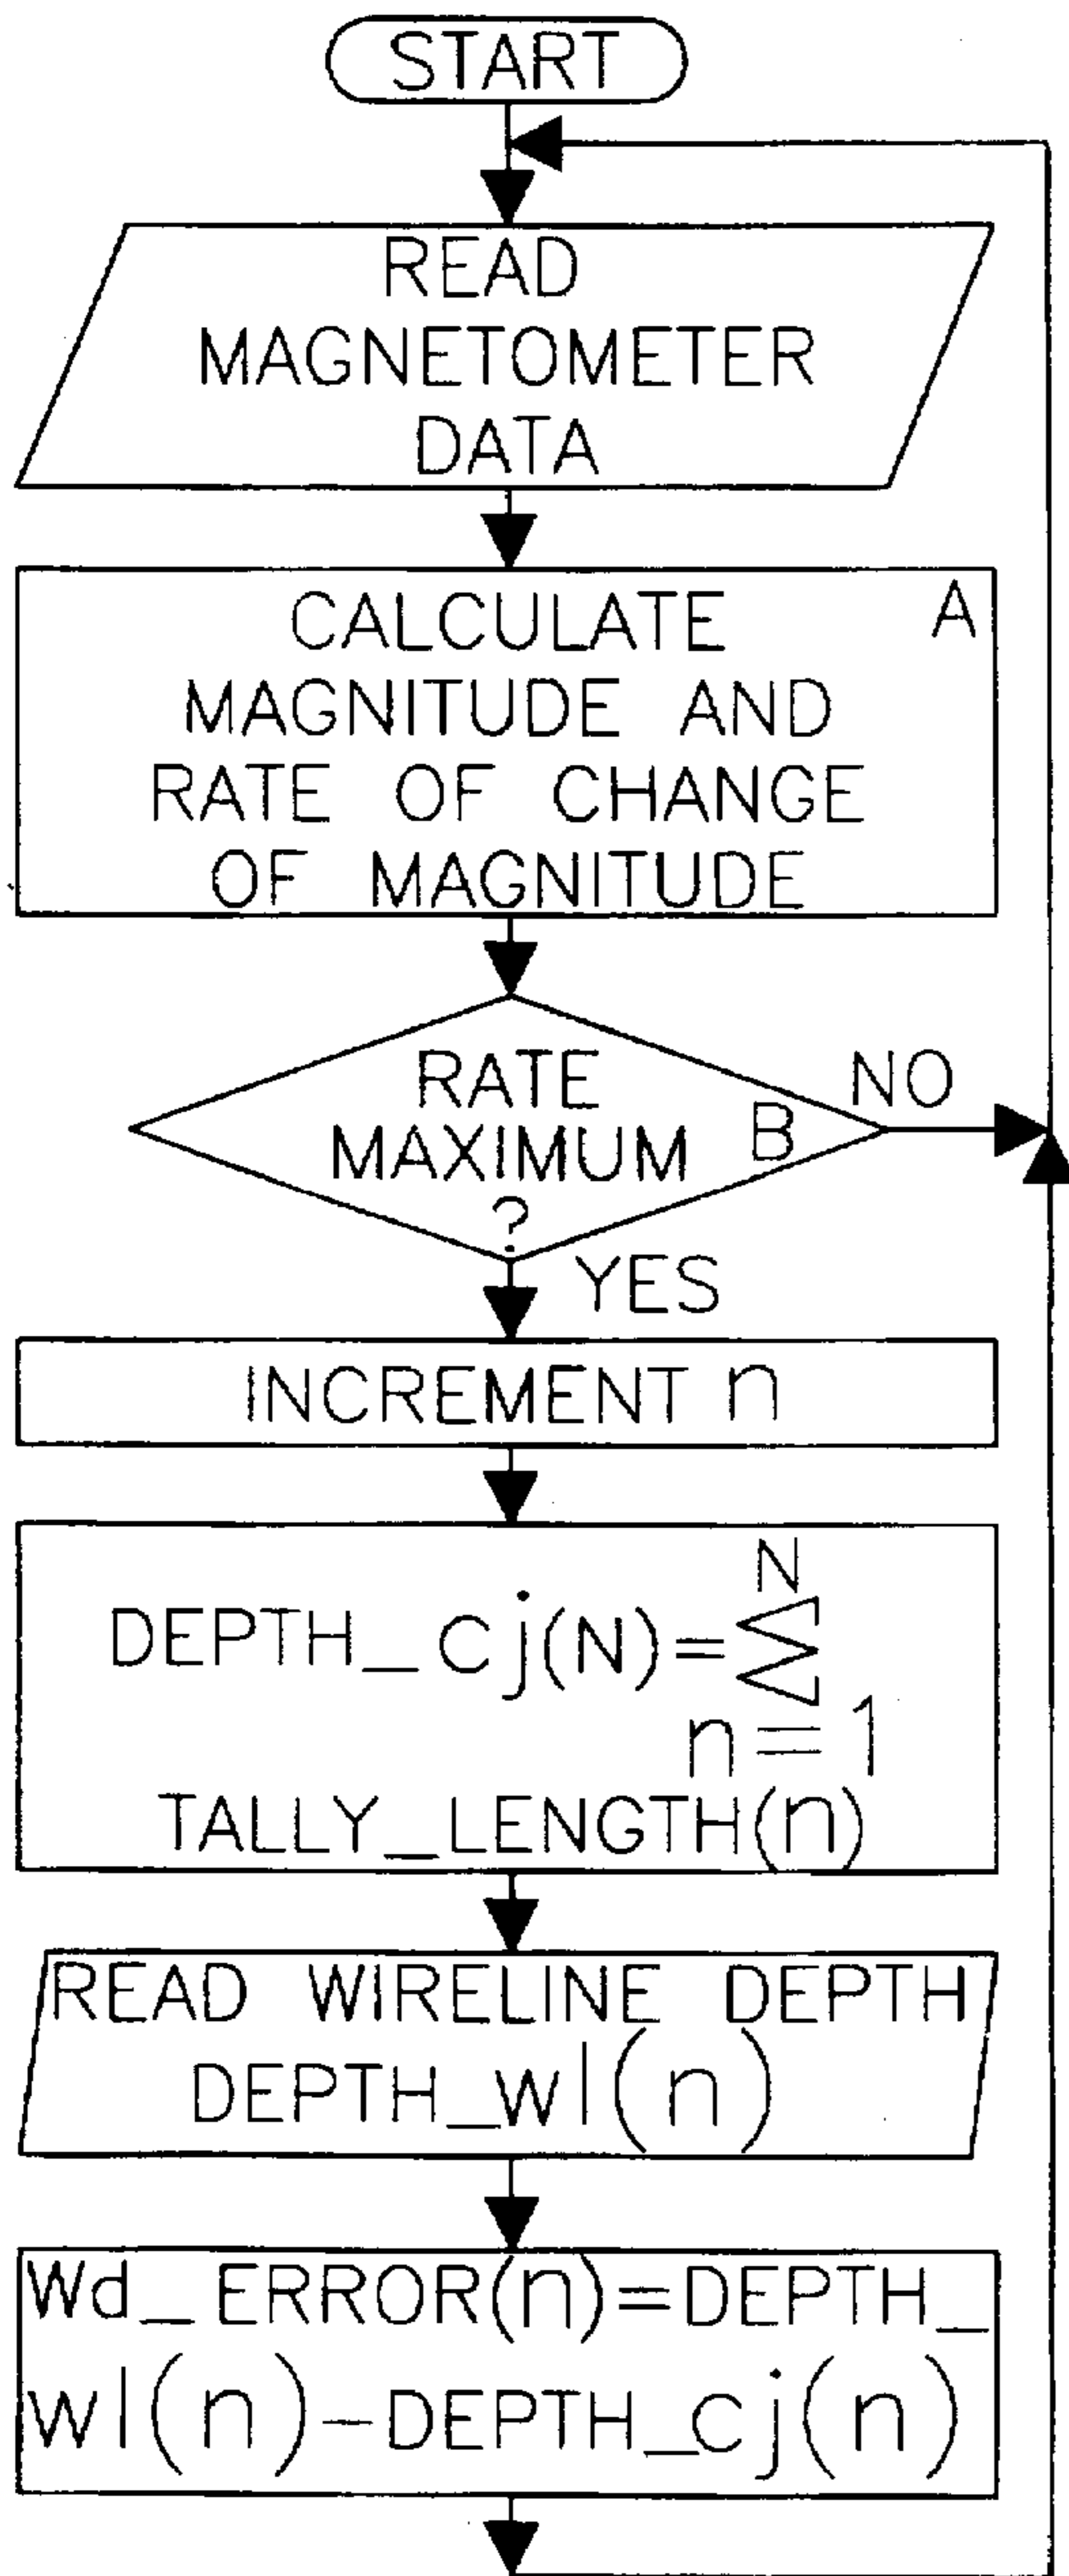 START
READ
MAGNETOMETER
DATA
CALCULATE A
MAGNITUDE AND
RATE OF CHANGE
OF MAGNITUDE
RATE NO
MAXIMUM B
?
YES
INCREMENT n
N
DEPTH_cj(N)=∑
n=1
TALLY_LENGTH(n)
READ WIRELINE DEPTH
DEPTH_wl(n)
Wd_ERROR(n)=DEPTH_
wl(n)-DEPTH_cj(n)